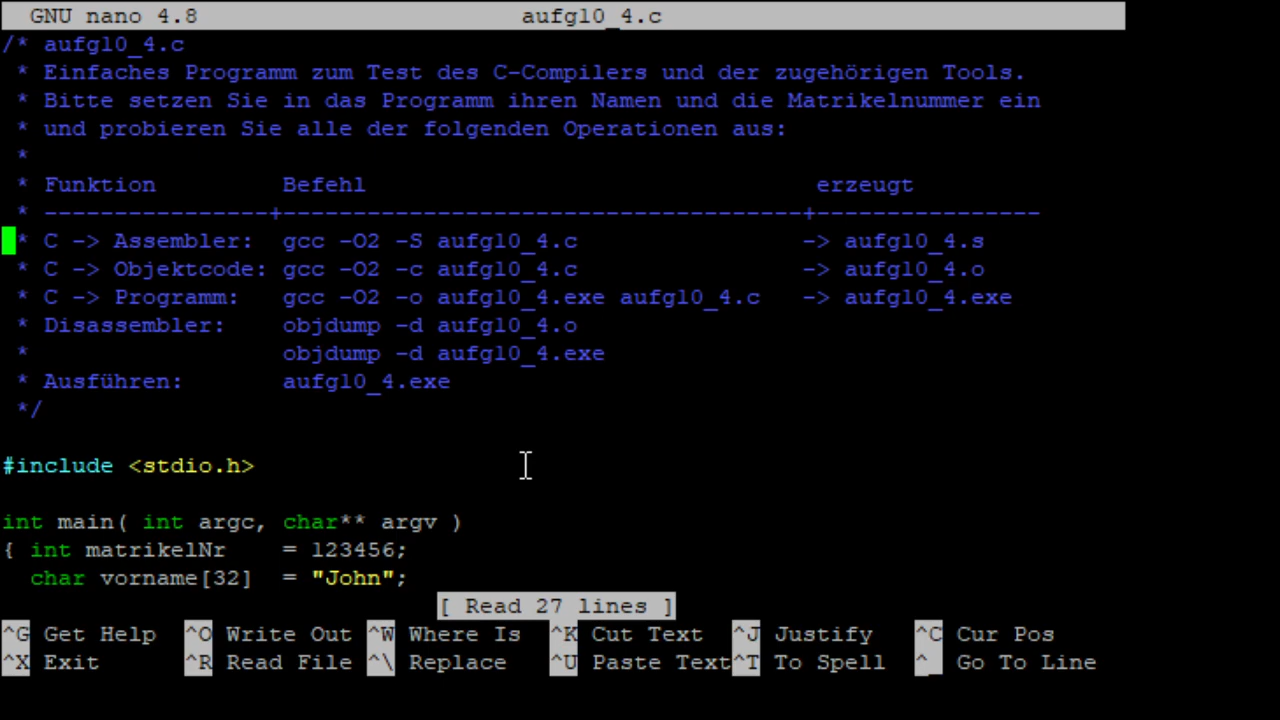 GNU nano 4.8 aufg10_4.c
/* aufg10_4.c
* Einfaches Programm zum Test des C-Compilers und der zugehörigen Tools.
* Bitte setzen Sie in das Programm ihren Namen und die Matrikelnummer ein
* und probieren Sie alle der folgenden Operationen aus:
*
* Funktion Befehl erzeugt
* ----------------+-------------------------------------+----------------
* C -> Assembler: gcc -O2 -S aufg10_4.c -> aufg10_4.s
* C -> Objektcode: gcc -O2 -c aufg10_4.c -> aufg10_4.o
* C -> Programm: gcc -O2 -o aufg10_4.exe aufg10_4.c -> aufg10_4.exe
* Disassembler: objdump -d aufg10_4.o
* objdump -d aufg10_4.exe
* Ausführen: aufg10_4.exe
*/
#include <stdio.h>
int main( int argc, char** argv )
{ int matrikelNr = 123456;
char vorname[32] = "John";
[ Read 27 lines ]
^G Get Help ^O Write Out ^W Where Is ^K Cut Text ^J Justify ^C Cur Pos
^X Exit ^R Read File ^\ Replace ^U Paste Text ^T To Spell ^_ Go To Line